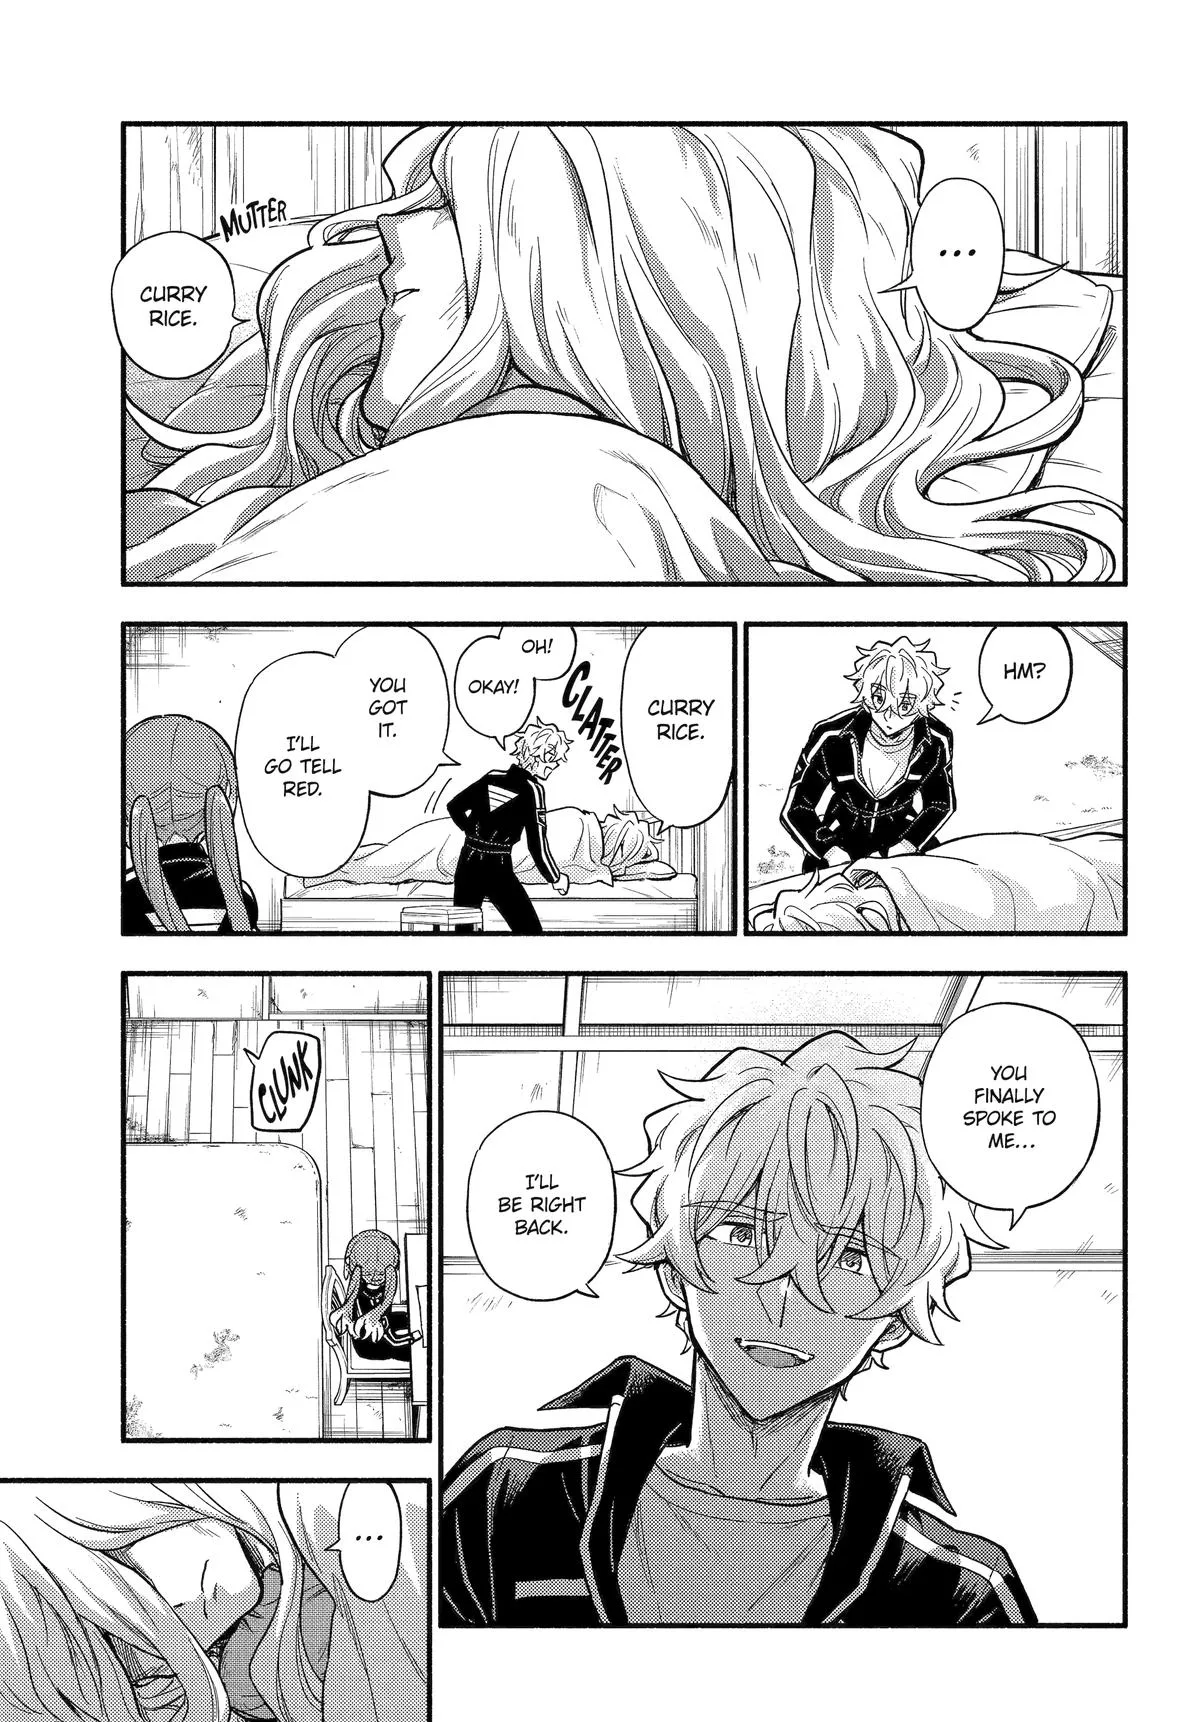 ...
MUTTER
CURRY
RICE.
HM?
CURRY
RICE.
CLATTER
OH!
OKAY!
YOU
GOT
IT.
I'LL
GO TELL
RED.
YOU
FINALLY
SPOKE TO
ME...
I'LL
BE RIGHT
BACK.
CLUNK
...